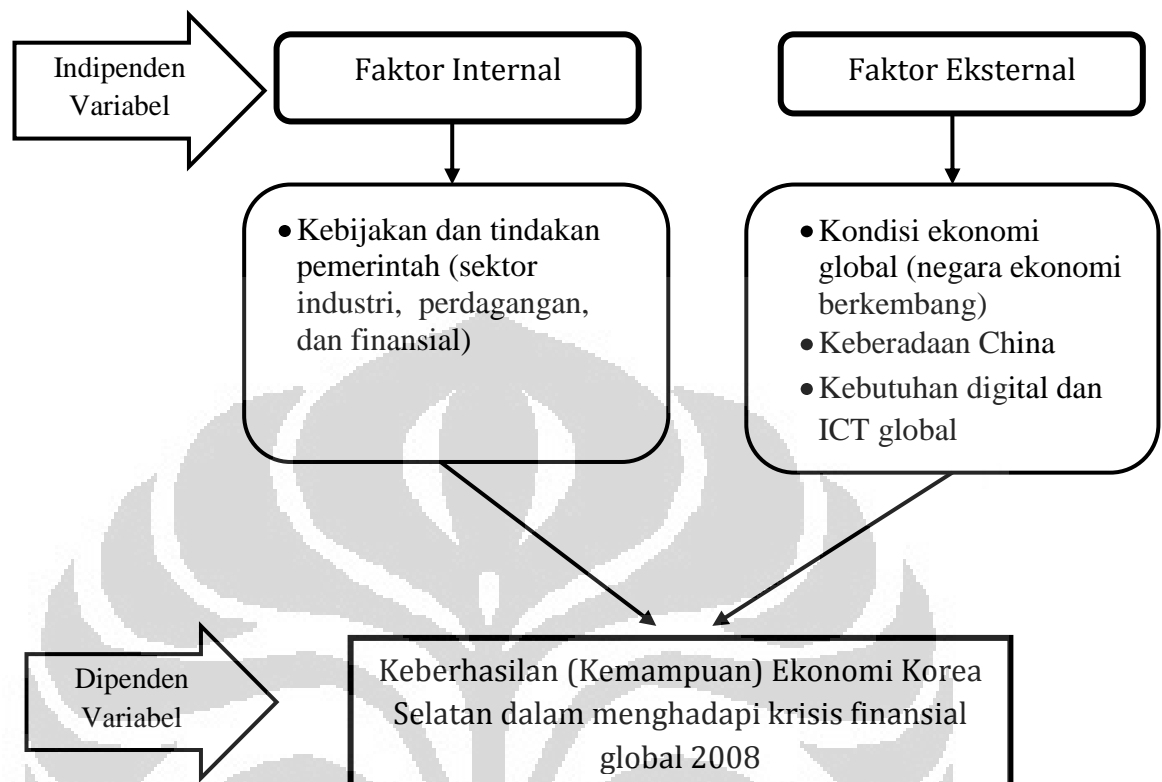 Indipenden
Variabel
Faktor Internal
Faktor Eksternal
•Kebijakan dan tindakan
pemerintah (sektor
industri, perdagangan,
dan finansial)
•Kondisi ekonomi
global (negara ekonomi
berkembang)
•Keberadaan China
•Kebutuhan digital dan
ICT global
Dipenden
Variabel
Keberhasilan (Kemampuan) Ekonomi Korea
Selatan dalam menghadapi krisis finansial
global 2008